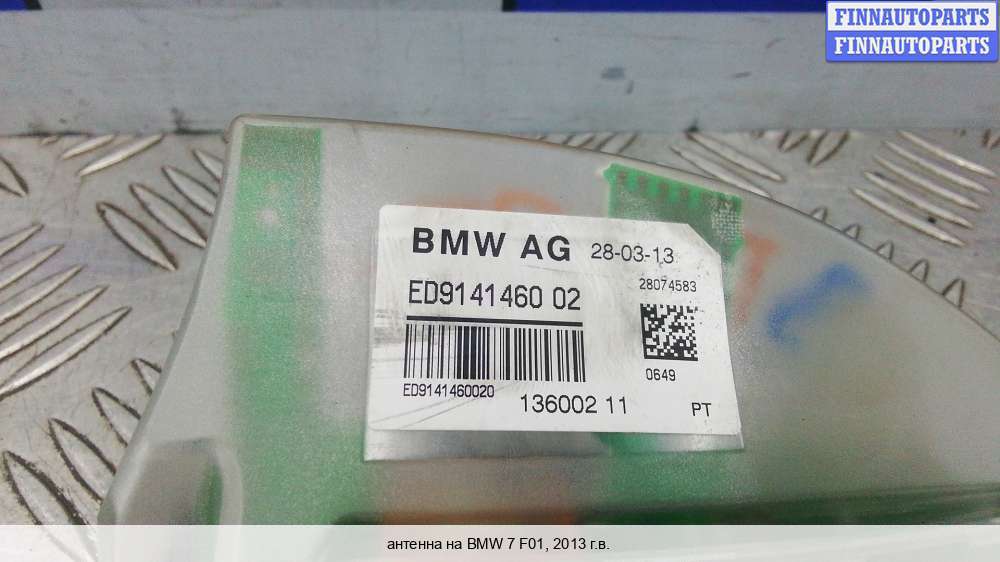 FINNAUTOPARTS
FINNAUTOPARTS
BMW AG 28-03-13
28074583
ED9141460 02
ED9141460020
0649
136002 11
PT
антенна на BMW 7 F01, 2013 г.в.